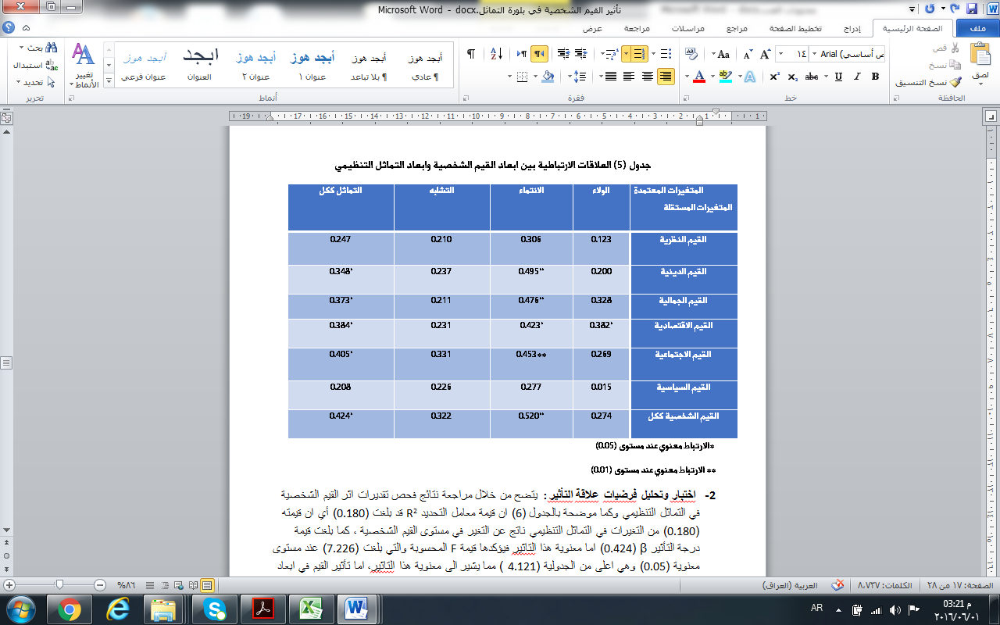 تأثير القيم الشخصية في بلورة التماثل.docx - Microsoft Word
ملف
الصفحة الرئيسية
إدراج
تخطيط الصفحة
مراجع
مراسلات
مراجعة
عرض
لصق
قص
نسخ
نسخ التنسيق
الحافظة
Arial (نص أساسي)
١٤
خط
فقرة
أبجد هوز
أبجد هوز
أبجد هوز
أبجد هوز
أبجد
أبجد هوز
¶ عادي
¶ بلا تباعد
عنوان ١
عنوان ٢
العنوان
عنوان فرعي
تغيير الأنماط
أنماط
بحث
استبدال
تحديد
تحرير
جدول (5) العلاقات الارتباطية بين ابعاد القيم الشخصية وابعاد التماثل التنظيمي
المتغيرات المعتمدة
المتغيرات المستقلة
الولاء
الانتماء
التشابه
التماثل ككل
القيم النظرية 0.123 0.306 0.210 0.247
القيم الدينية 0.200 0.495** 0.237 0.348*
القيم الجمالية 0.328 0.476** 0.211 0.373*
القيم الاقتصادية 0.382* 0.423* 0.231 0.384*
القيم الاجتماعية 0.269 0.453** 0.331 0.405*
القيم السياسية 0.015 0.277 0.226 0.208
القيم الشخصية ككل 0.274 0.520** 0.322 0.424*
*الارتباط معنوي عند مستوى (0.05)
** الارتباط معنوي عند مستوى (0.01)
2- اختبار وتحليل فرضيات علاقة التأثير : يتضح من خلال مراجعة نتائج فحص تقديرات اثر القيم الشخصية
في التماثل التنظيمي وكما موضحة بالجدول (6) ان قيمة معامل التحديد R² قد بلغت (0.180) أي ان قيمته
(0.180) من التغيرات في التماثل التنظيمي ناتج عن التغير في مستوى القيم الشخصية ، كما بلغت قيمة
درجة التأثير β (0.424) اما معنوية هذا التاثير فيؤكدها قيمة F المحسوبة والتي بلغت (7.226) عند مستوى
معنوية (0.05) وهي اعلى من الجدولية (4.121 ) مما يشير الى معنوية هذا التاثير، اما تأثير القيم في ابعاد
الصفحة: ١٧ من ٢٨
الكلمات: ٨،٧٣٧
العربية (العراق)
٨٦%
AR
03:21 م
٢٠١٦/٠٦/٠١